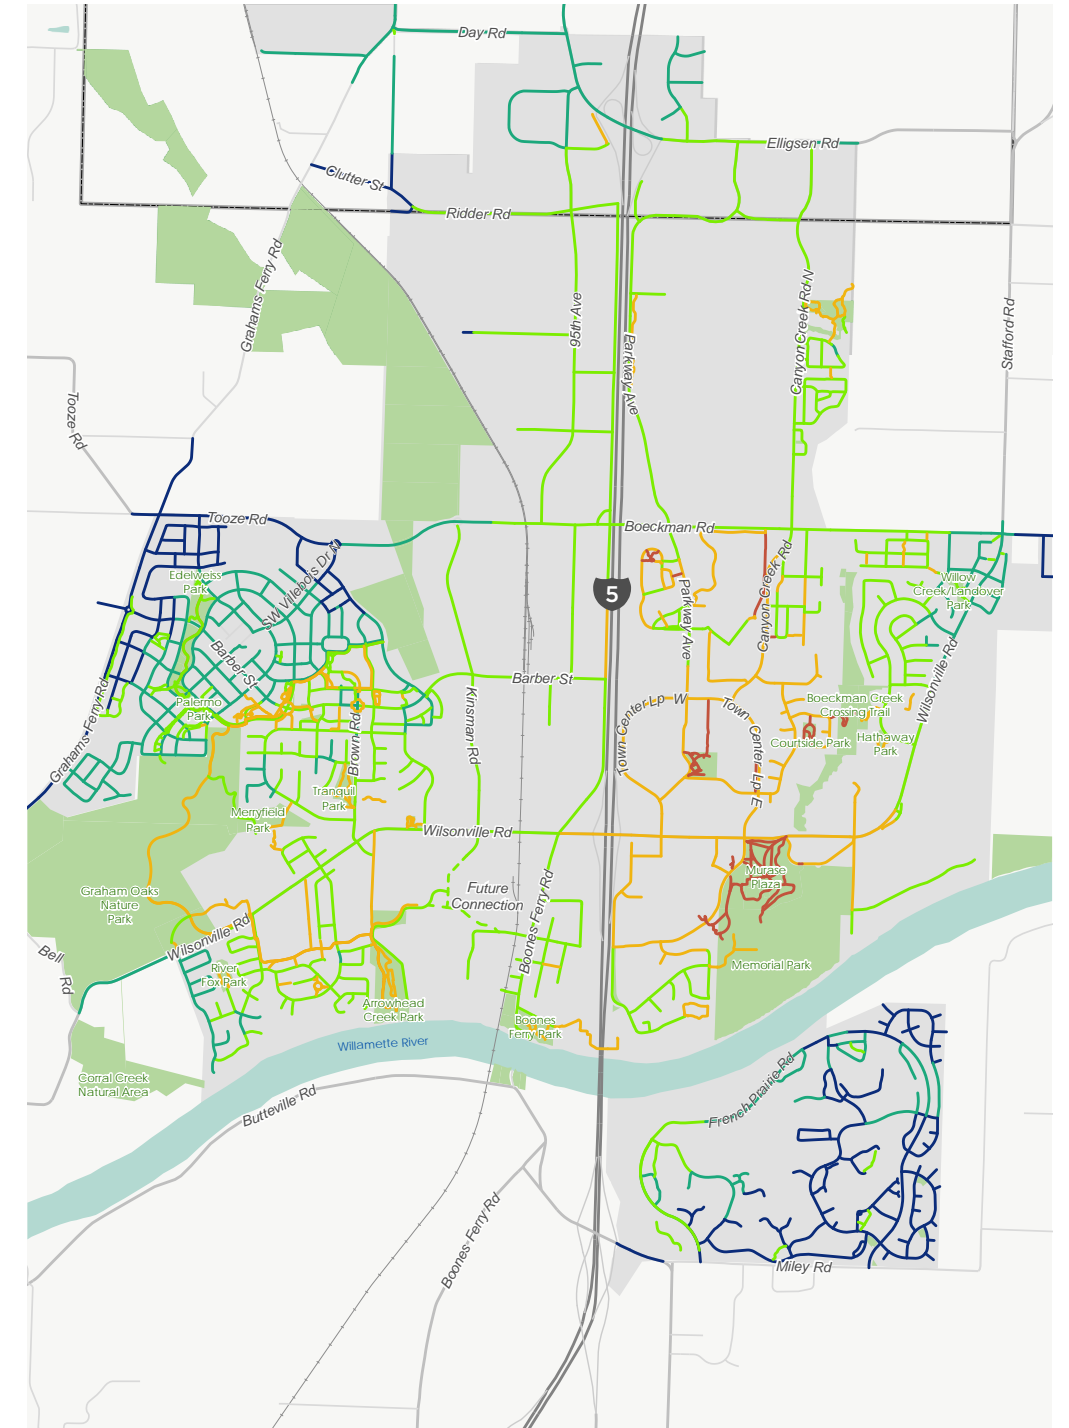 Day Rd
Elligsen Rd
Clutter St
Ridder Rd
Grahams Ferry Rd
95th Ave
Parkway Ave
Canyon Creek Rd N
Stafford Rd
Tooze Rd
Tooze Rd
Boeckman Rd
SW Villebois Dr N
Edelweiss
Park
5
Parkway Ave
Canyon Creek Rd
Willow
Creek/Landover
Park
Barber St
Barber St
Wilsonville Rd
Palermo
Park
Grahams Ferry Rd
Brown Rd
Kinsman Rd
Town Center Lp W
Town Center Lp E
Boeckman Creek
Crossing Trail
Courtside Park
Hathaway
Park
Tranquil
Park
Merryfield
Park
Wilsonville Rd
Graham Oaks
Nature
Park
Future
Connection
Boones Ferry Rd
Murase
Plaza
Bell Rd
Wilsonville Rd
River
Fox Park
Memorial Park
Arrowhead
Creek Park
Boones
Ferry Park
Willamette River
Corral Creek
Natural Area
Butteville Rd
French Prairie Rd
Boones Ferry Rd
Miley Rd